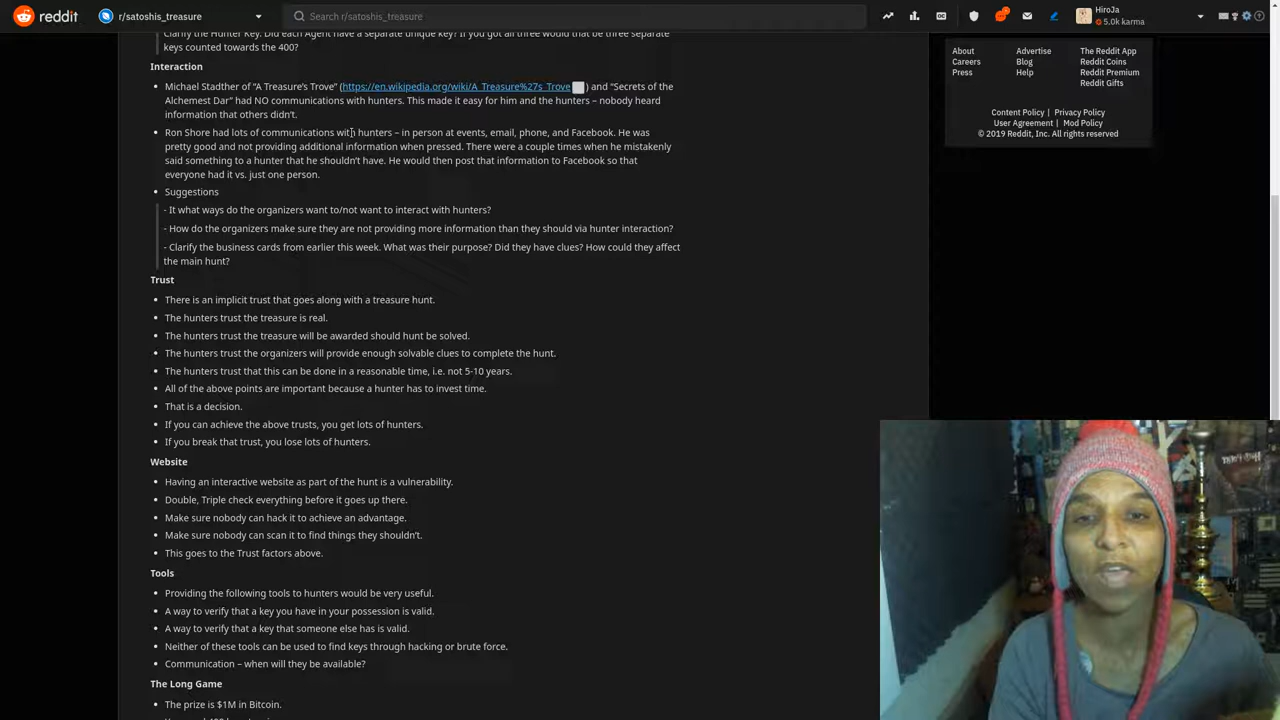 reddit
r/satoshis_treasure
Search r/satoshis_treasure
HiroJa
5.0k karma
Clarify the Hunter Key. Did each Agent have a separate unique key? If you got all three would that be three separate
keys counted towards the 400?
Interaction
Michael Stadther of “A Treasure’s Trove” (https://en.wikipedia.org/wiki/A_Treasure%27s_Trove) and “Secrets of the
Alchemest Dar” had NO communications with hunters. This made it easy for him and the hunters – nobody heard
information that others didn’t.
Ron Shore had lots of communications with hunters – in person at events, email, phone, and Facebook. He was
pretty good and not providing additional information when pressed. There were a couple times when he mistakenly
said something to a hunter that he shouldn’t have. He would then post that information to Facebook so that
everyone had it vs. just one person.
Suggestions
- It what ways do the organizers want to/not want to interact with hunters?
- How do the organizers make sure they are not providing more information than they should via hunter interaction?
- Clarify the business cards from earlier this week. What was their purpose? Did they have clues? How could they affect
the main hunt?
Trust
There is an implicit trust that goes along with a treasure hunt.
The hunters trust the treasure is real.
The hunters trust the treasure will be awarded should hunt be solved.
The hunters trust the organizers will provide enough solvable clues to complete the hunt.
The hunters trust that this can be done in a reasonable time, i.e. not 5-10 years.
All of the above points are important because a hunter has to invest time.
That is a decision.
If you can achieve the above trusts, you get lots of hunters.
If you break that trust, you lose lots of hunters.
Website
Having an interactive website as part of the hunt is a vulnerability.
Double, Triple check everything before it goes up there.
Make sure nobody can hack it to achieve an advantage.
Make sure nobody can scan it to find things they shouldn’t.
This goes to the Trust factors above.
Tools
Providing the following tools to hunters would be very useful.
A way to verify that a key you have in your possession is valid.
A way to verify that a key that someone else has is valid.
Neither of these tools can be used to find keys through hacking or brute force.
Communication – when will they be available?
The Long Game
The prize is $1M in Bitcoin.
About Advertise The Reddit App
Careers Blog Reddit Coins
Press Help Reddit Premium
Reddit Gifts
Content Policy | Privacy Policy
User Agreement | Mod Policy
© 2019 Reddit, Inc. All rights reserved
Harry Potter